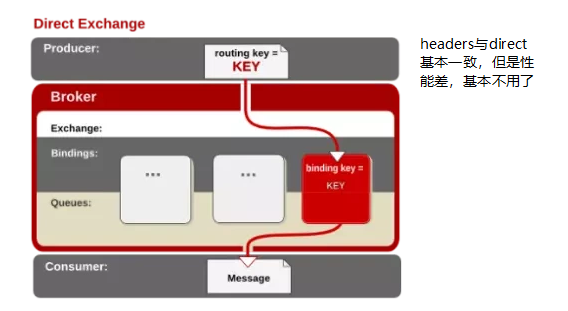 Direct Exchange
Producer:
routing key =
KEY
Broker
Exchange:
Bindings:
...
...
binding key =
KEY
Queues:
Consumer:
Message
headers与direct
基本一致，但是性
能差，基本不用了